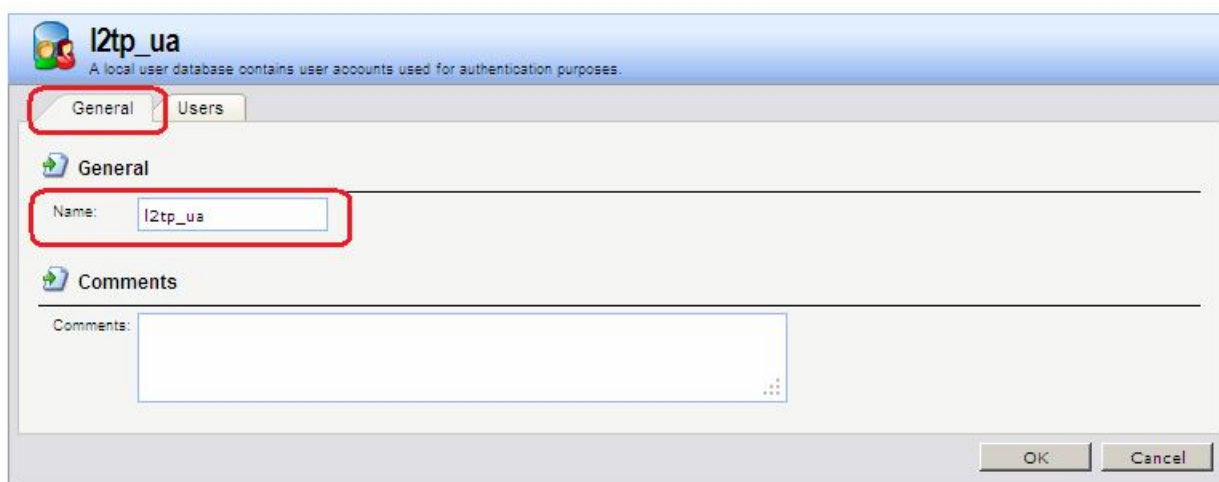 l2tp_ua
A local user database contains user accounts used for authentication purposes.
General Users
General
Name: l2tp_ua
Comments
Comments:
OK Cancel